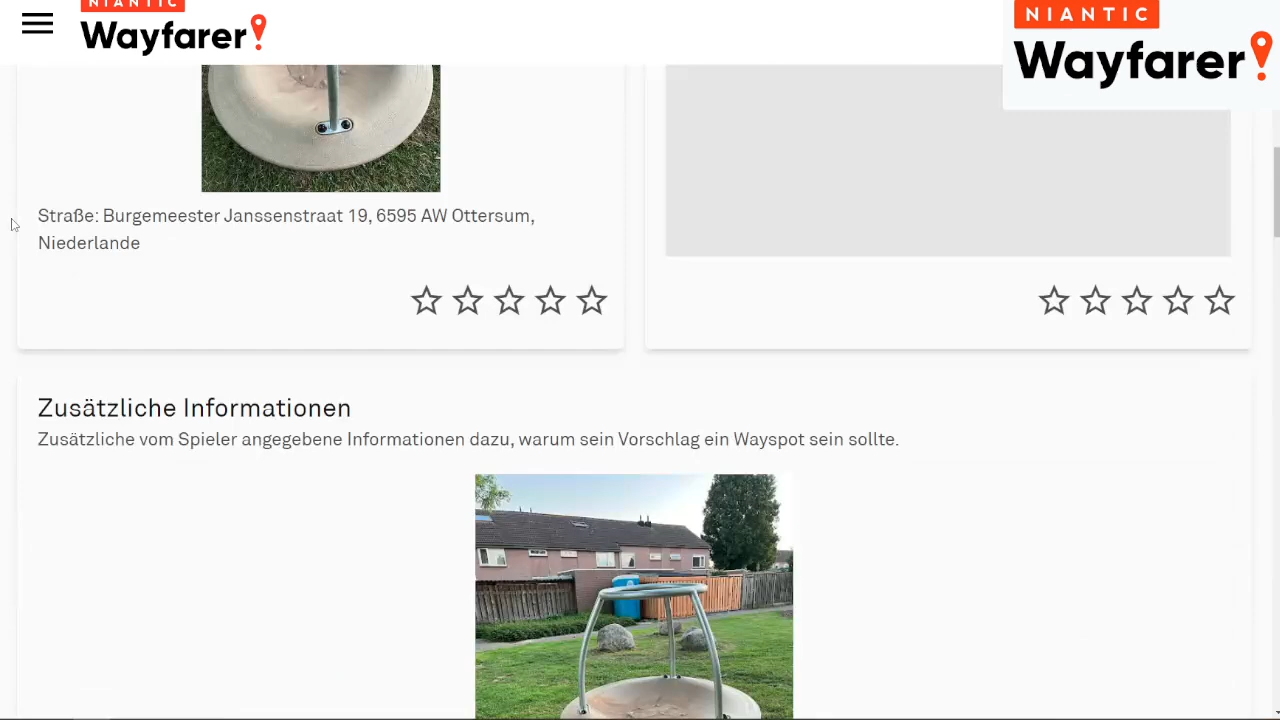 NIANTIC
Wayfarer
NIANTIC
Wayfarer
Straße: Burgemeester Janssenstraat 19, 6595 AW Ottersum,
Niederlande
Zusätzliche Informationen
Zusätzliche vom Spieler angegebene Informationen dazu, warum sein Vorschlag ein Wayspot sein sollte.